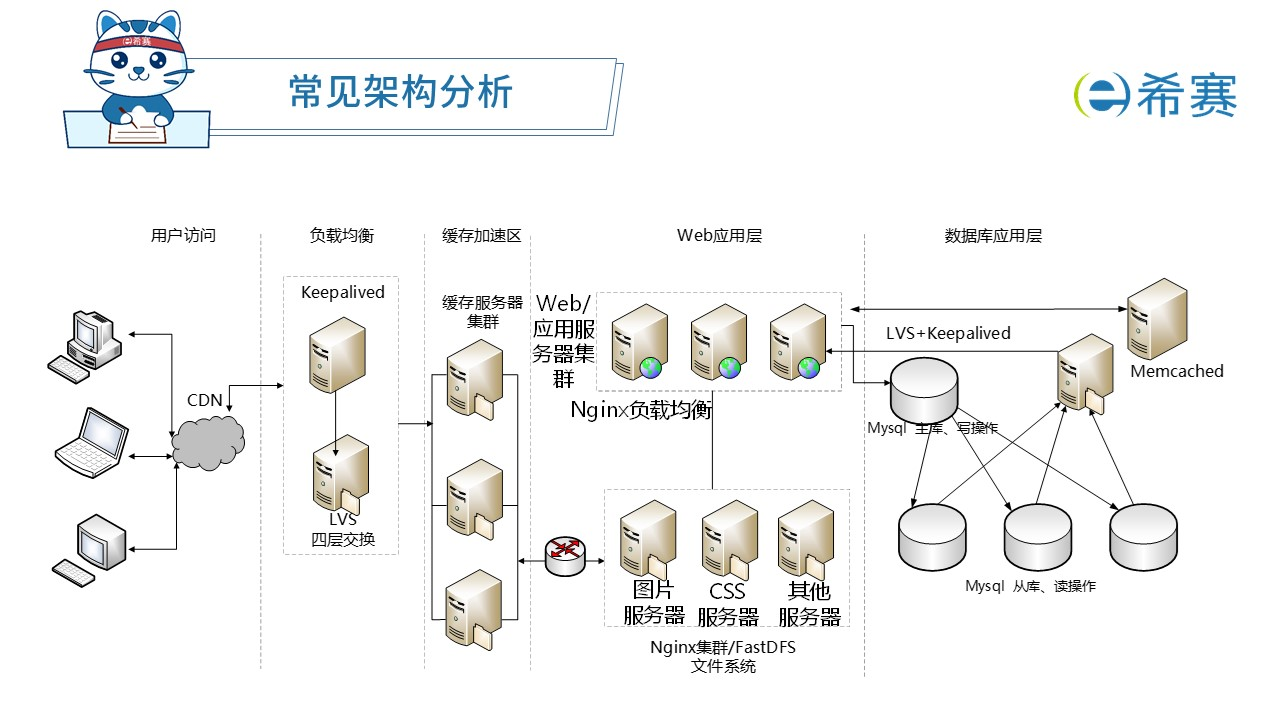 (e)希赛
常见架构分析
希赛
用户访问
负载均衡
缓存加速区
Web应用层
数据库应用层
Keepalived
缓存服务器
集群
Web/
应用服
务器集
群
LVS+Keepalived
Memcached
CDN
Nginx负载均衡
Mysql 主库、写操作
LVS
四层交换
图片
服务器
CSS
服务器
其他
服务器
Mysql 从库、读操作
Nginx集群/FastDFS
文件系统